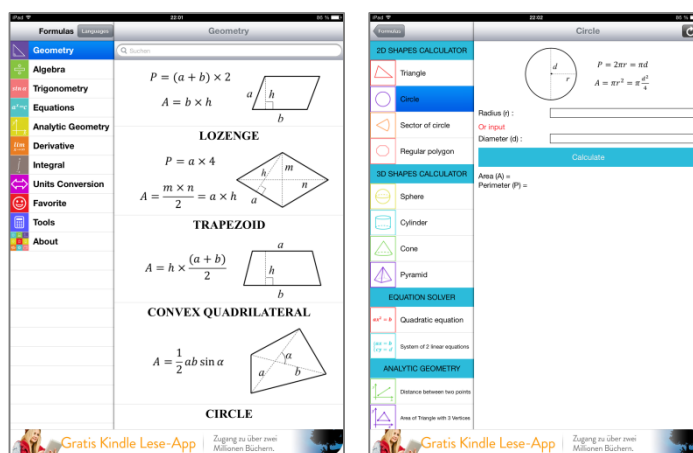 iPad 22:01 86 %
Formulas Languages Geometry
Geometry
Algebra
Trigonometry
Equations
Analytic Geometry
Derivative
Integral
Units Conversion
Favorite
Tools
About
Suchen
P = (a + b) × 2
A = b × h
a h
b
LOZENGE
P = a × 4
A = m × n / 2 = a × h
h m
n
a
TRAPEZOID
a
A = h × (a + b) / 2
h
b
CONVEX QUADRILATERAL
A = 1/2 ab sin α
α
a b
CIRCLE
Gratis Kindle Lese-App
Zugang zu über zwei
Millionen Büchern.
iPad 22:02 86 %
Formulas Circle
2D SHAPES CALCULATOR
Triangle
Circle
Sector of circle
Regular polygon
3D SHAPES CALCULATOR
Sphere
Cylinder
Cone
Pyramid
EQUATION SOLVER
Quadratic equation
System of 2 linear equations
ANALYTIC GEOMETRY
Distance between two points
Area of Triangle with 3 Vertices
d
r
P = 2πr = πd
A = πr² = π d²/4
Radius (r) :
Or input
Diameter (d) :
Calculate
Area (A) =
Perimeter (P) =
Gratis Kindle Lese-App
Zugang zu über zwei
Millionen Büchern.